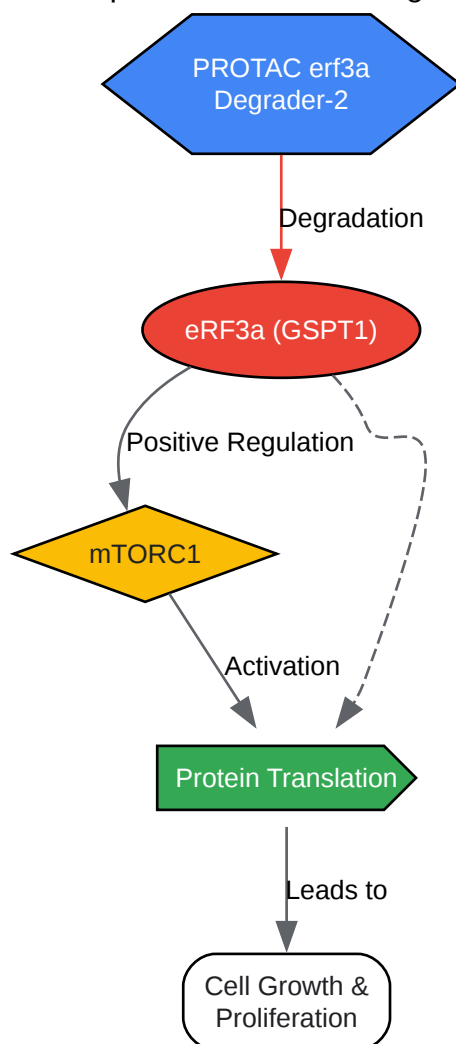 PROTAC erf3a
Degrader-2
Degradation
eRF3a (GSPT1)
Positive Regulation
mTORC1
Activation
Protein Translation
Leads to
Cell Growth &
Proliferation